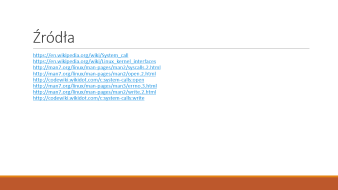 Źródła
https://en.wikipedia.org/wiki/System_call
https://en.wikipedia.org/wiki/Linux_kernel_interfaces
http://man7.org/linux/man-pages/man2/syscalls.2.html
http://man7.org/linux/man-pages/man2/open.2.html
http://codewiki.wikidot.com/c:system-calls:open
http://man7.org/linux/man-pages/man3/errno.3.html
http://man7.org/linux/man-pages/man2/write.2.html
http://codewiki.wikidot.com/c:system-calls:write